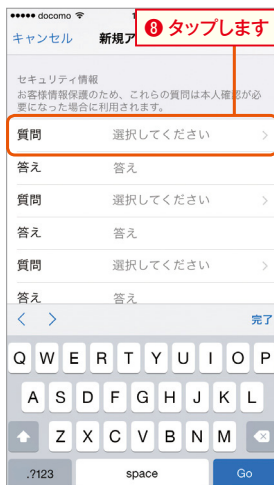 docomo
❽ タップします
キャンセル 新規ア
セキュリティ情報
お客様情報保護のため、これらの質問は本人確認が必
要になった場合に利用されます。
質問 選択してください
答え 答え
質問 選択してください
答え 答え
質問 選択してください
答え 答え
完了
Q W E R T Y U I O P
A S D F G H J K L
Z X C V B N M
.?123 space Go